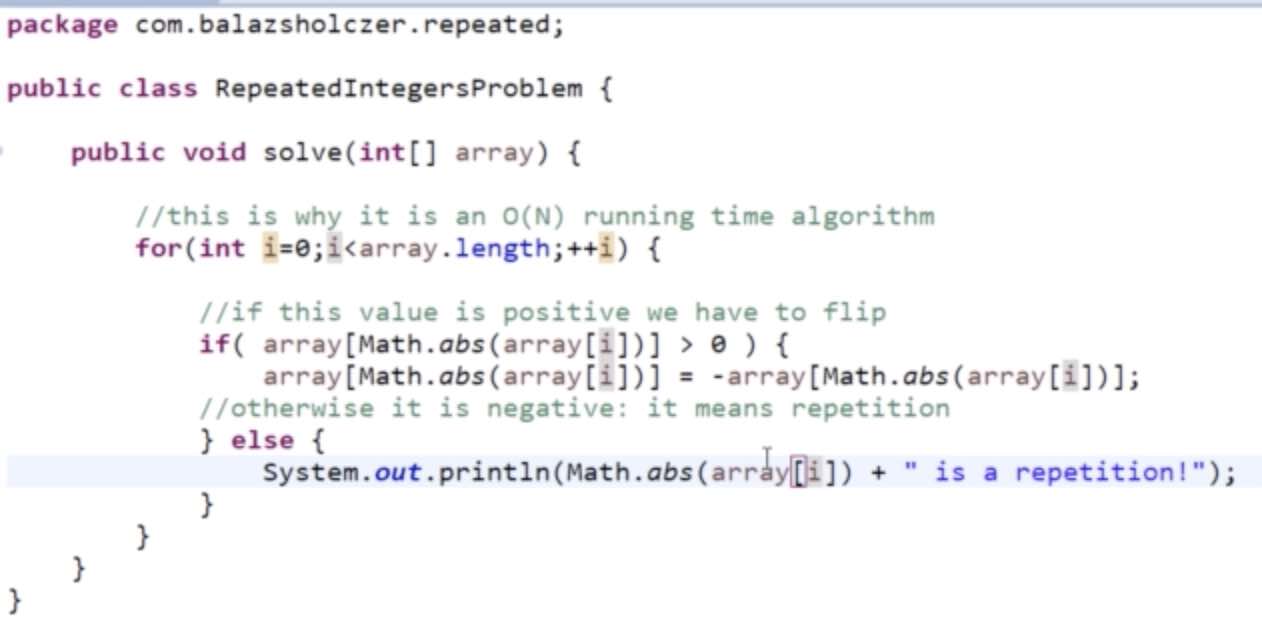 package com.balazsholczer.repeated;
public class RepeatedIntegersProblem {
public void solve(int[] array) {
//this is why it is an O(N) running time algorithm
for(int i=0;i<array.length;++i) {
//if this value is positive we have to flip
if( array[Math.abs(array[i])] > 0 ) {
array[Math.abs(array[i])] = -array[Math.abs(array[i])];
//otherwise it is negative: it means repetition
} else {
System.out.println(Math.abs(array[i]) + " is a repetition!");
}
}
}
}